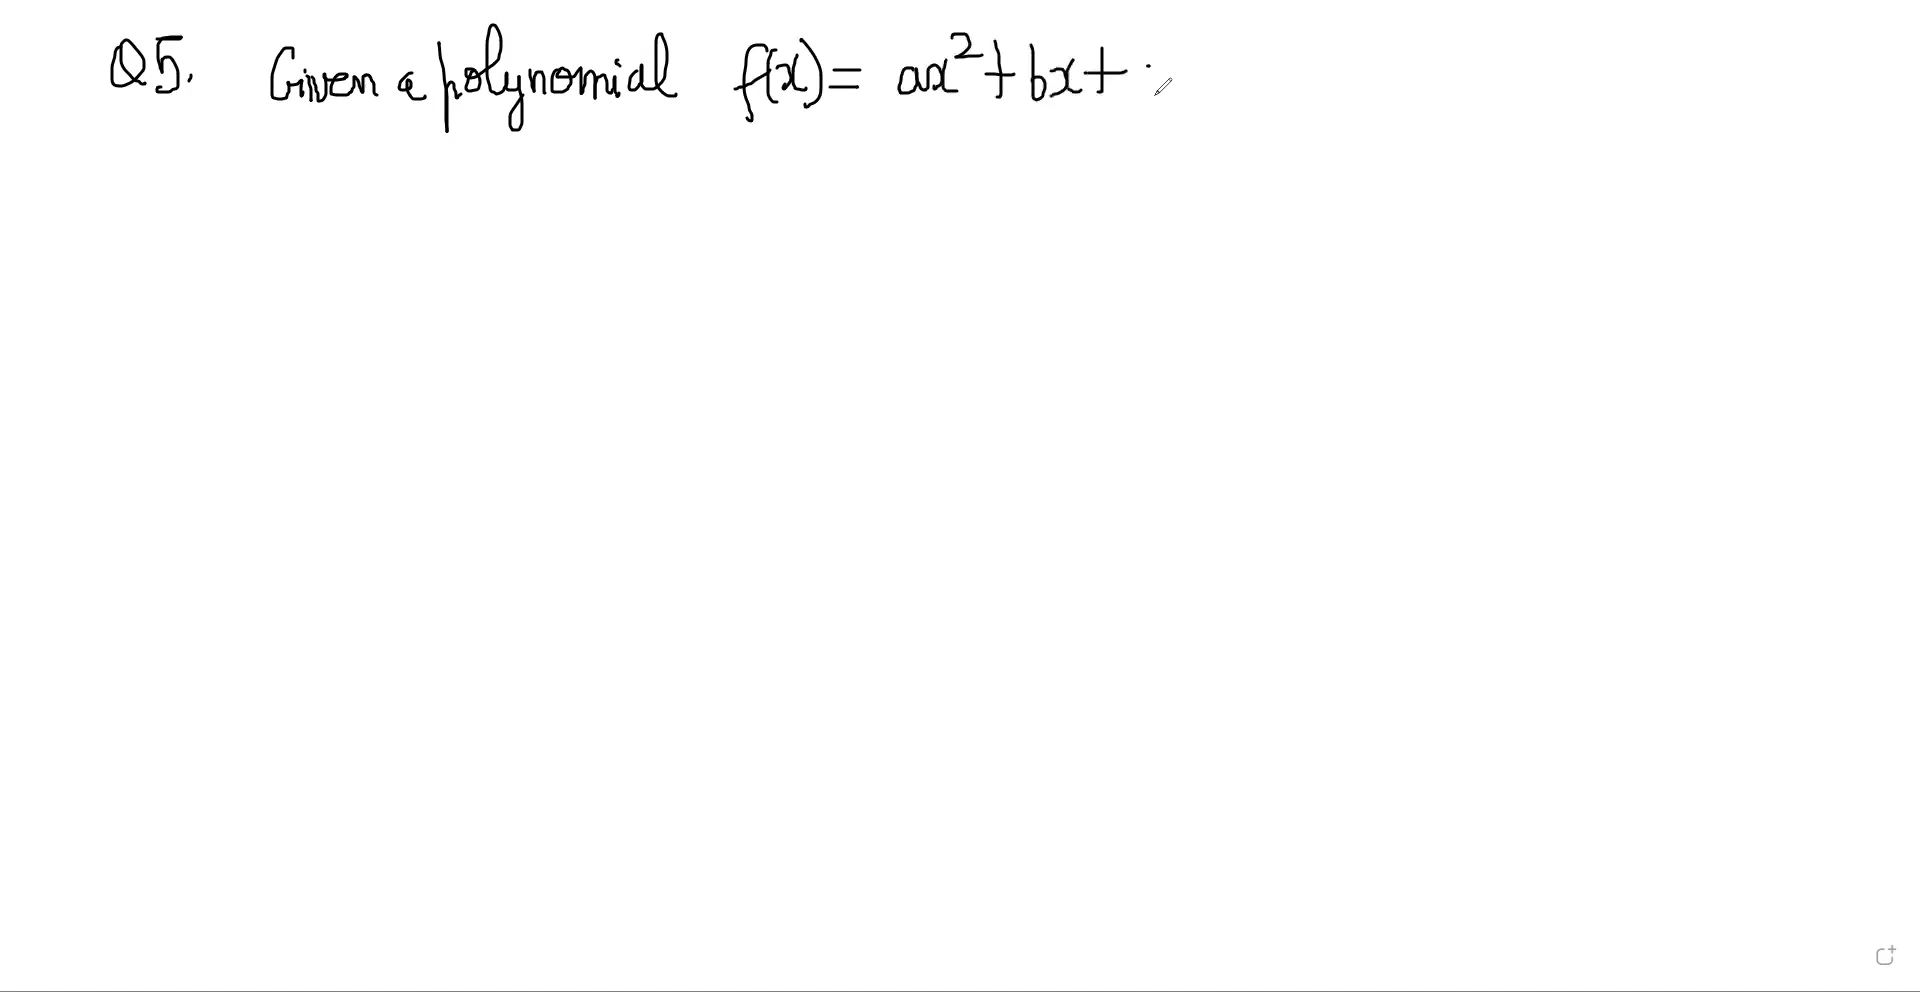 Q5. Given a polynomial f(x) = ax²+bx+